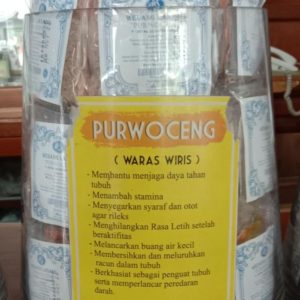 PURWOCENG
( WARAS WIRIS )
- Membantu menjaga daya tahan
tubuh
- Menambah stamina
- Menyegarkan syaraf dan otot
agar rileks
- Menghilangkan Rasa Letih setelah
beraktifitas
- Melancarkan buang air kecil
- Membersihkan dan meluruhkan
racun dalam tubuh
- Berkhasiat sebagai penguat tubuh
serta memperlancar peredaran
darah.